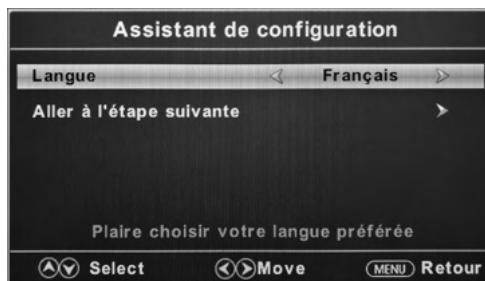 Assistant de configuration
Langue Français
Aller à l'étape suivante
Plaire choisir votre langue préférée
Select Move MENU Retour